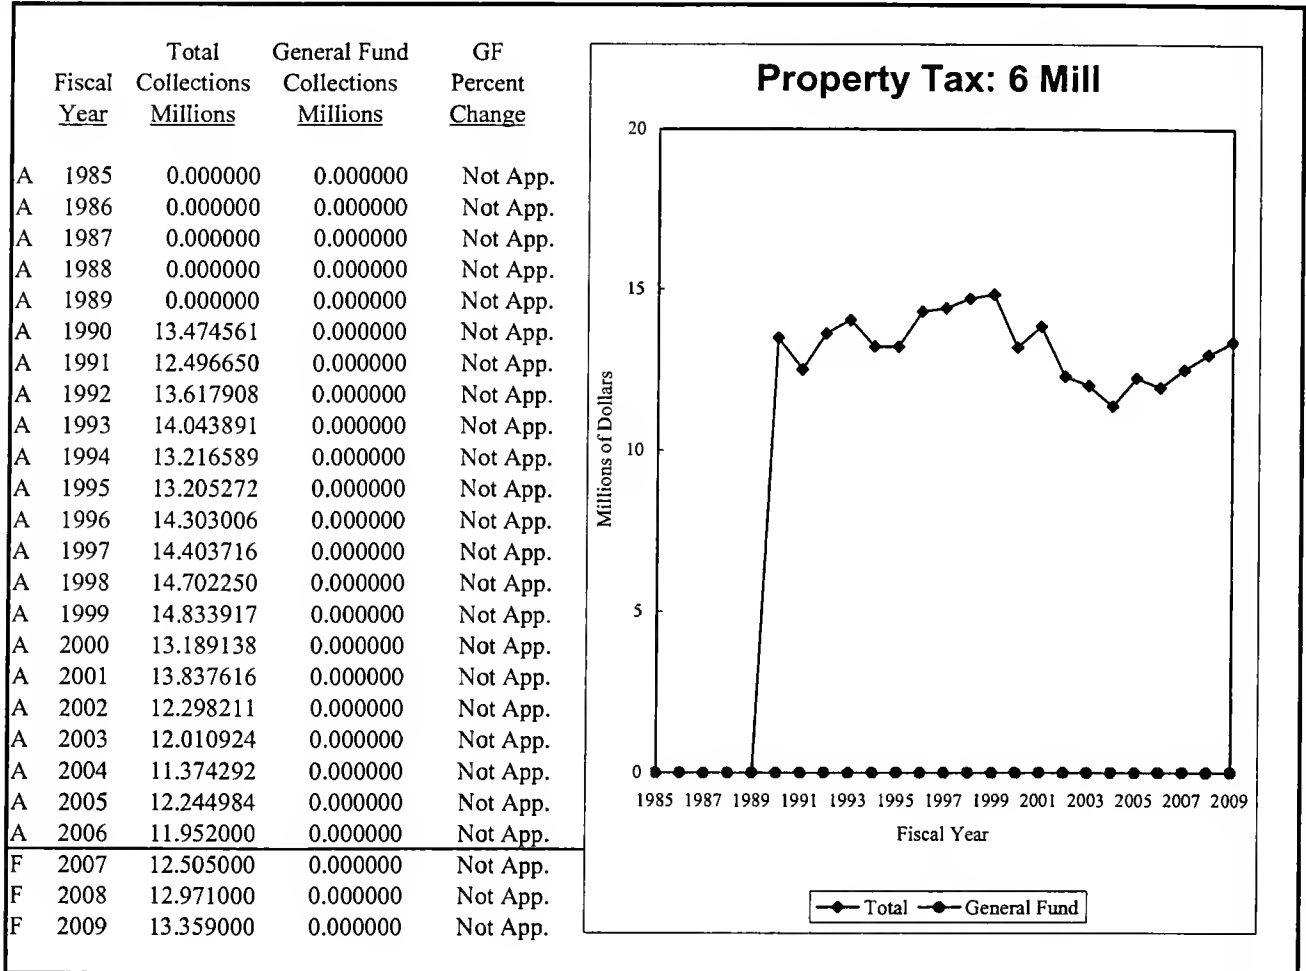 Total General Fund GF
Fiscal Collections Collections Percent
Year Millions Millions Change
A 1985 0.000000 0.000000 Not App.
A 1986 0.000000 0.000000 Not App.
A 1987 0.000000 0.000000 Not App.
A 1988 0.000000 0.000000 Not App.
A 1989 0.000000 0.000000 Not App.
A 1990 13.474561 0.000000 Not App.
A 1991 12.496650 0.000000 Not App.
A 1992 13.617908 0.000000 Not App.
A 1993 14.043891 0.000000 Not App.
A 1994 13.216589 0.000000 Not App.
A 1995 13.205272 0.000000 Not App.
A 1996 14.303006 0.000000 Not App.
A 1997 14.403716 0.000000 Not App.
A 1998 14.702250 0.000000 Not App.
A 1999 14.833917 0.000000 Not App.
A 2000 13.189138 0.000000 Not App.
A 2001 13.837616 0.000000 Not App.
A 2002 12.298211 0.000000 Not App.
A 2003 12.010924 0.000000 Not App.
A 2004 11.374292 0.000000 Not App.
A 2005 12.244984 0.000000 Not App.
A 2006 11.952000 0.000000 Not App.
F 2007 12.505000 0.000000 Not App.
F 2008 12.971000 0.000000 Not App.
F 2009 13.359000 0.000000 Not App.
Property Tax: 6 Mill
20
15
10
5
0
Millions of Dollars
1985 1987 1989 1991 1993 1995 1997 1999 2001 2003 2005 2007 2009
Fiscal Year
Total General Fund